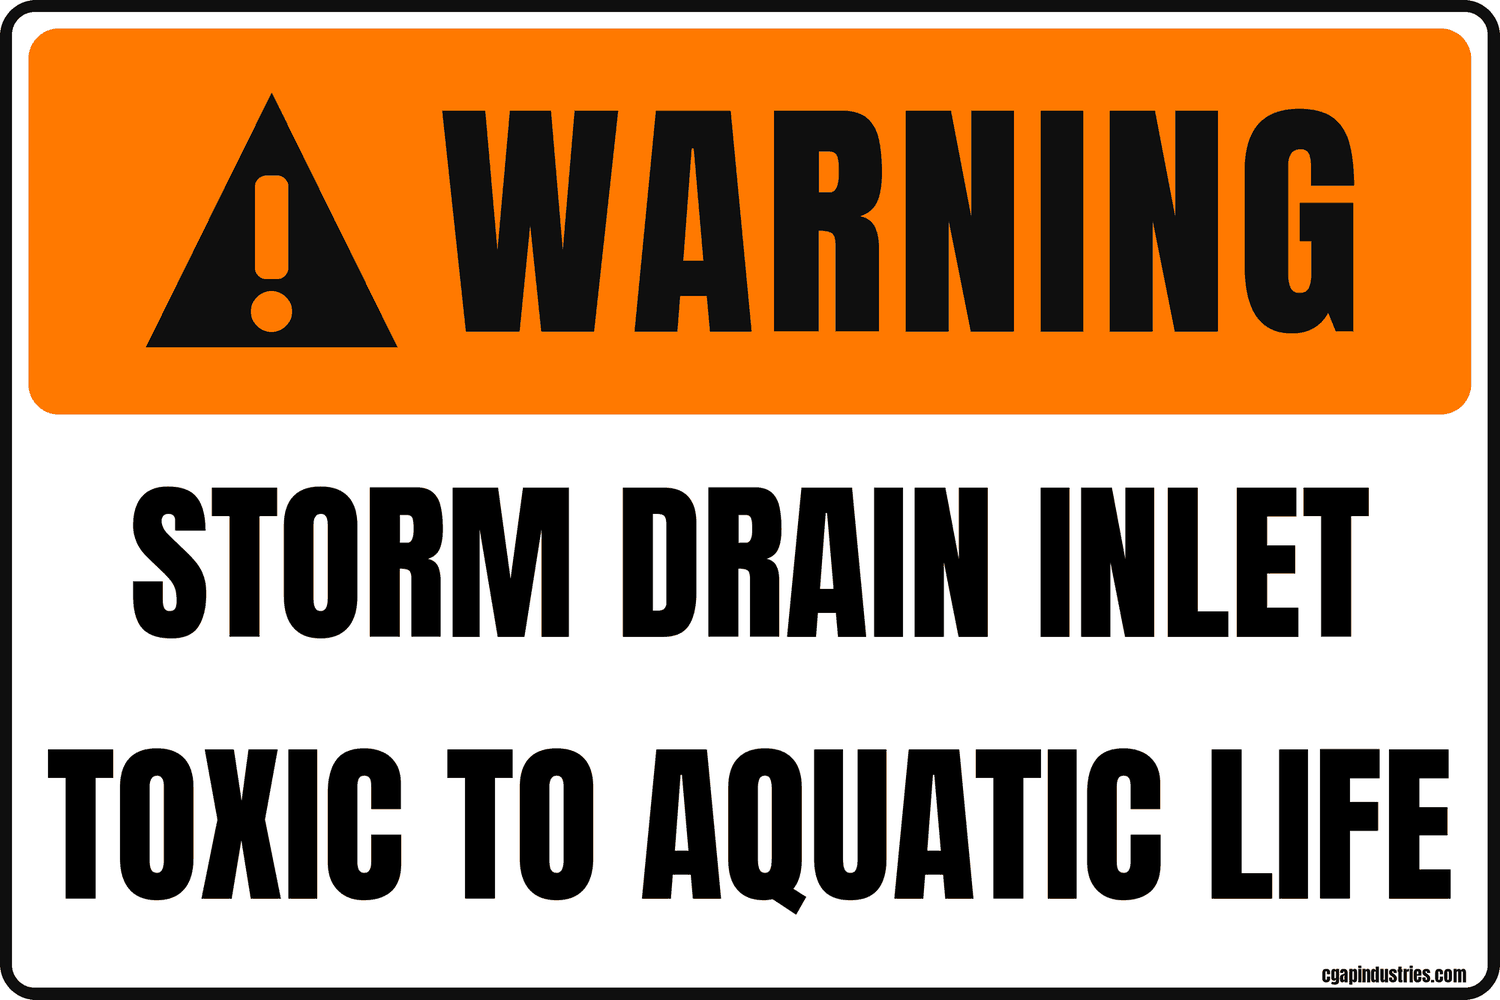 WARNING
STORM DRAIN INLET
TOXIC TO AQUATIC LIFE
cgapindustries.com